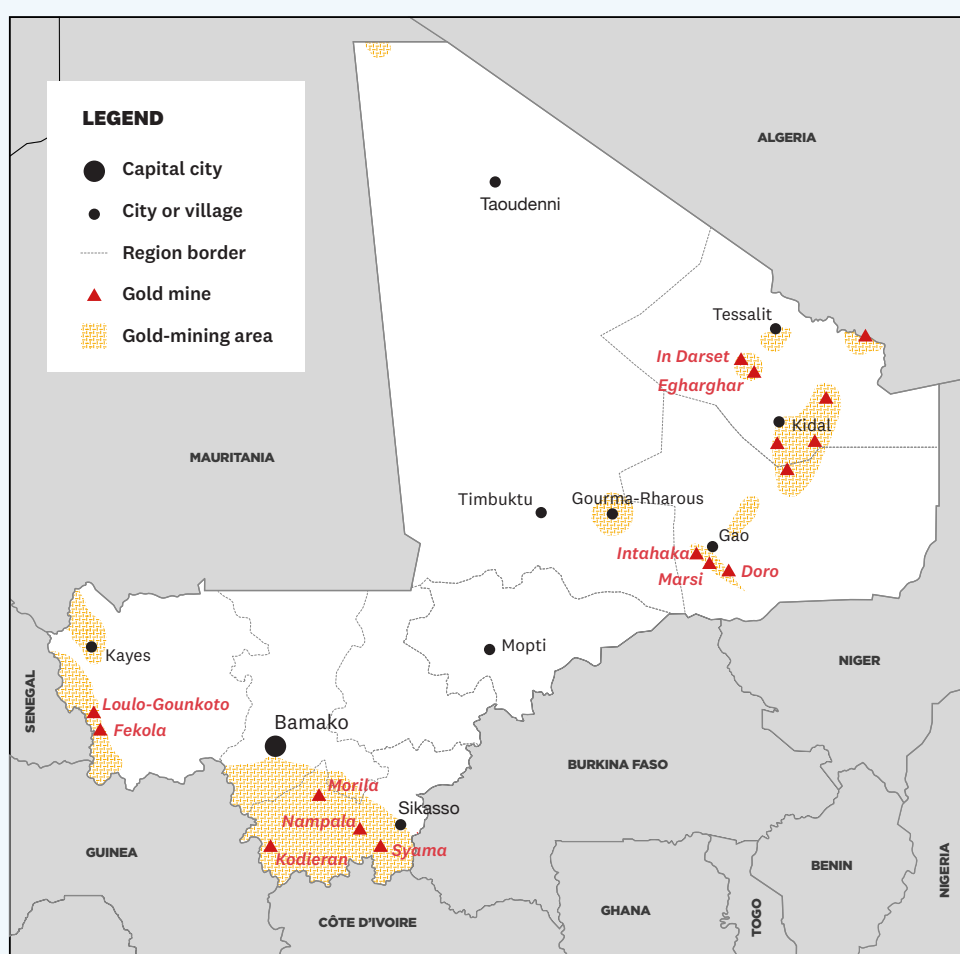 LEGEND
Capital city
City or village
Region border
Gold mine
Gold-mining area
ALGERIA
Taoudenni
Tessalit
In Darset
Egharghar
Kidal
MAURITANIA
Timbuktu
Gourma-Rharous
Gao
Intahaka
Marsi
Doro
Kayes
Mopti
NIGER
SENEGAL
Loulo-Gounkoto
Fekola
Bamako
BURKINA FASO
Morila
Sikasso
Nampala
Kodieran
Syama
GUINEA
BENIN
NIGERIA
CÔTE D'IVOIRE
GHANA
TOGO